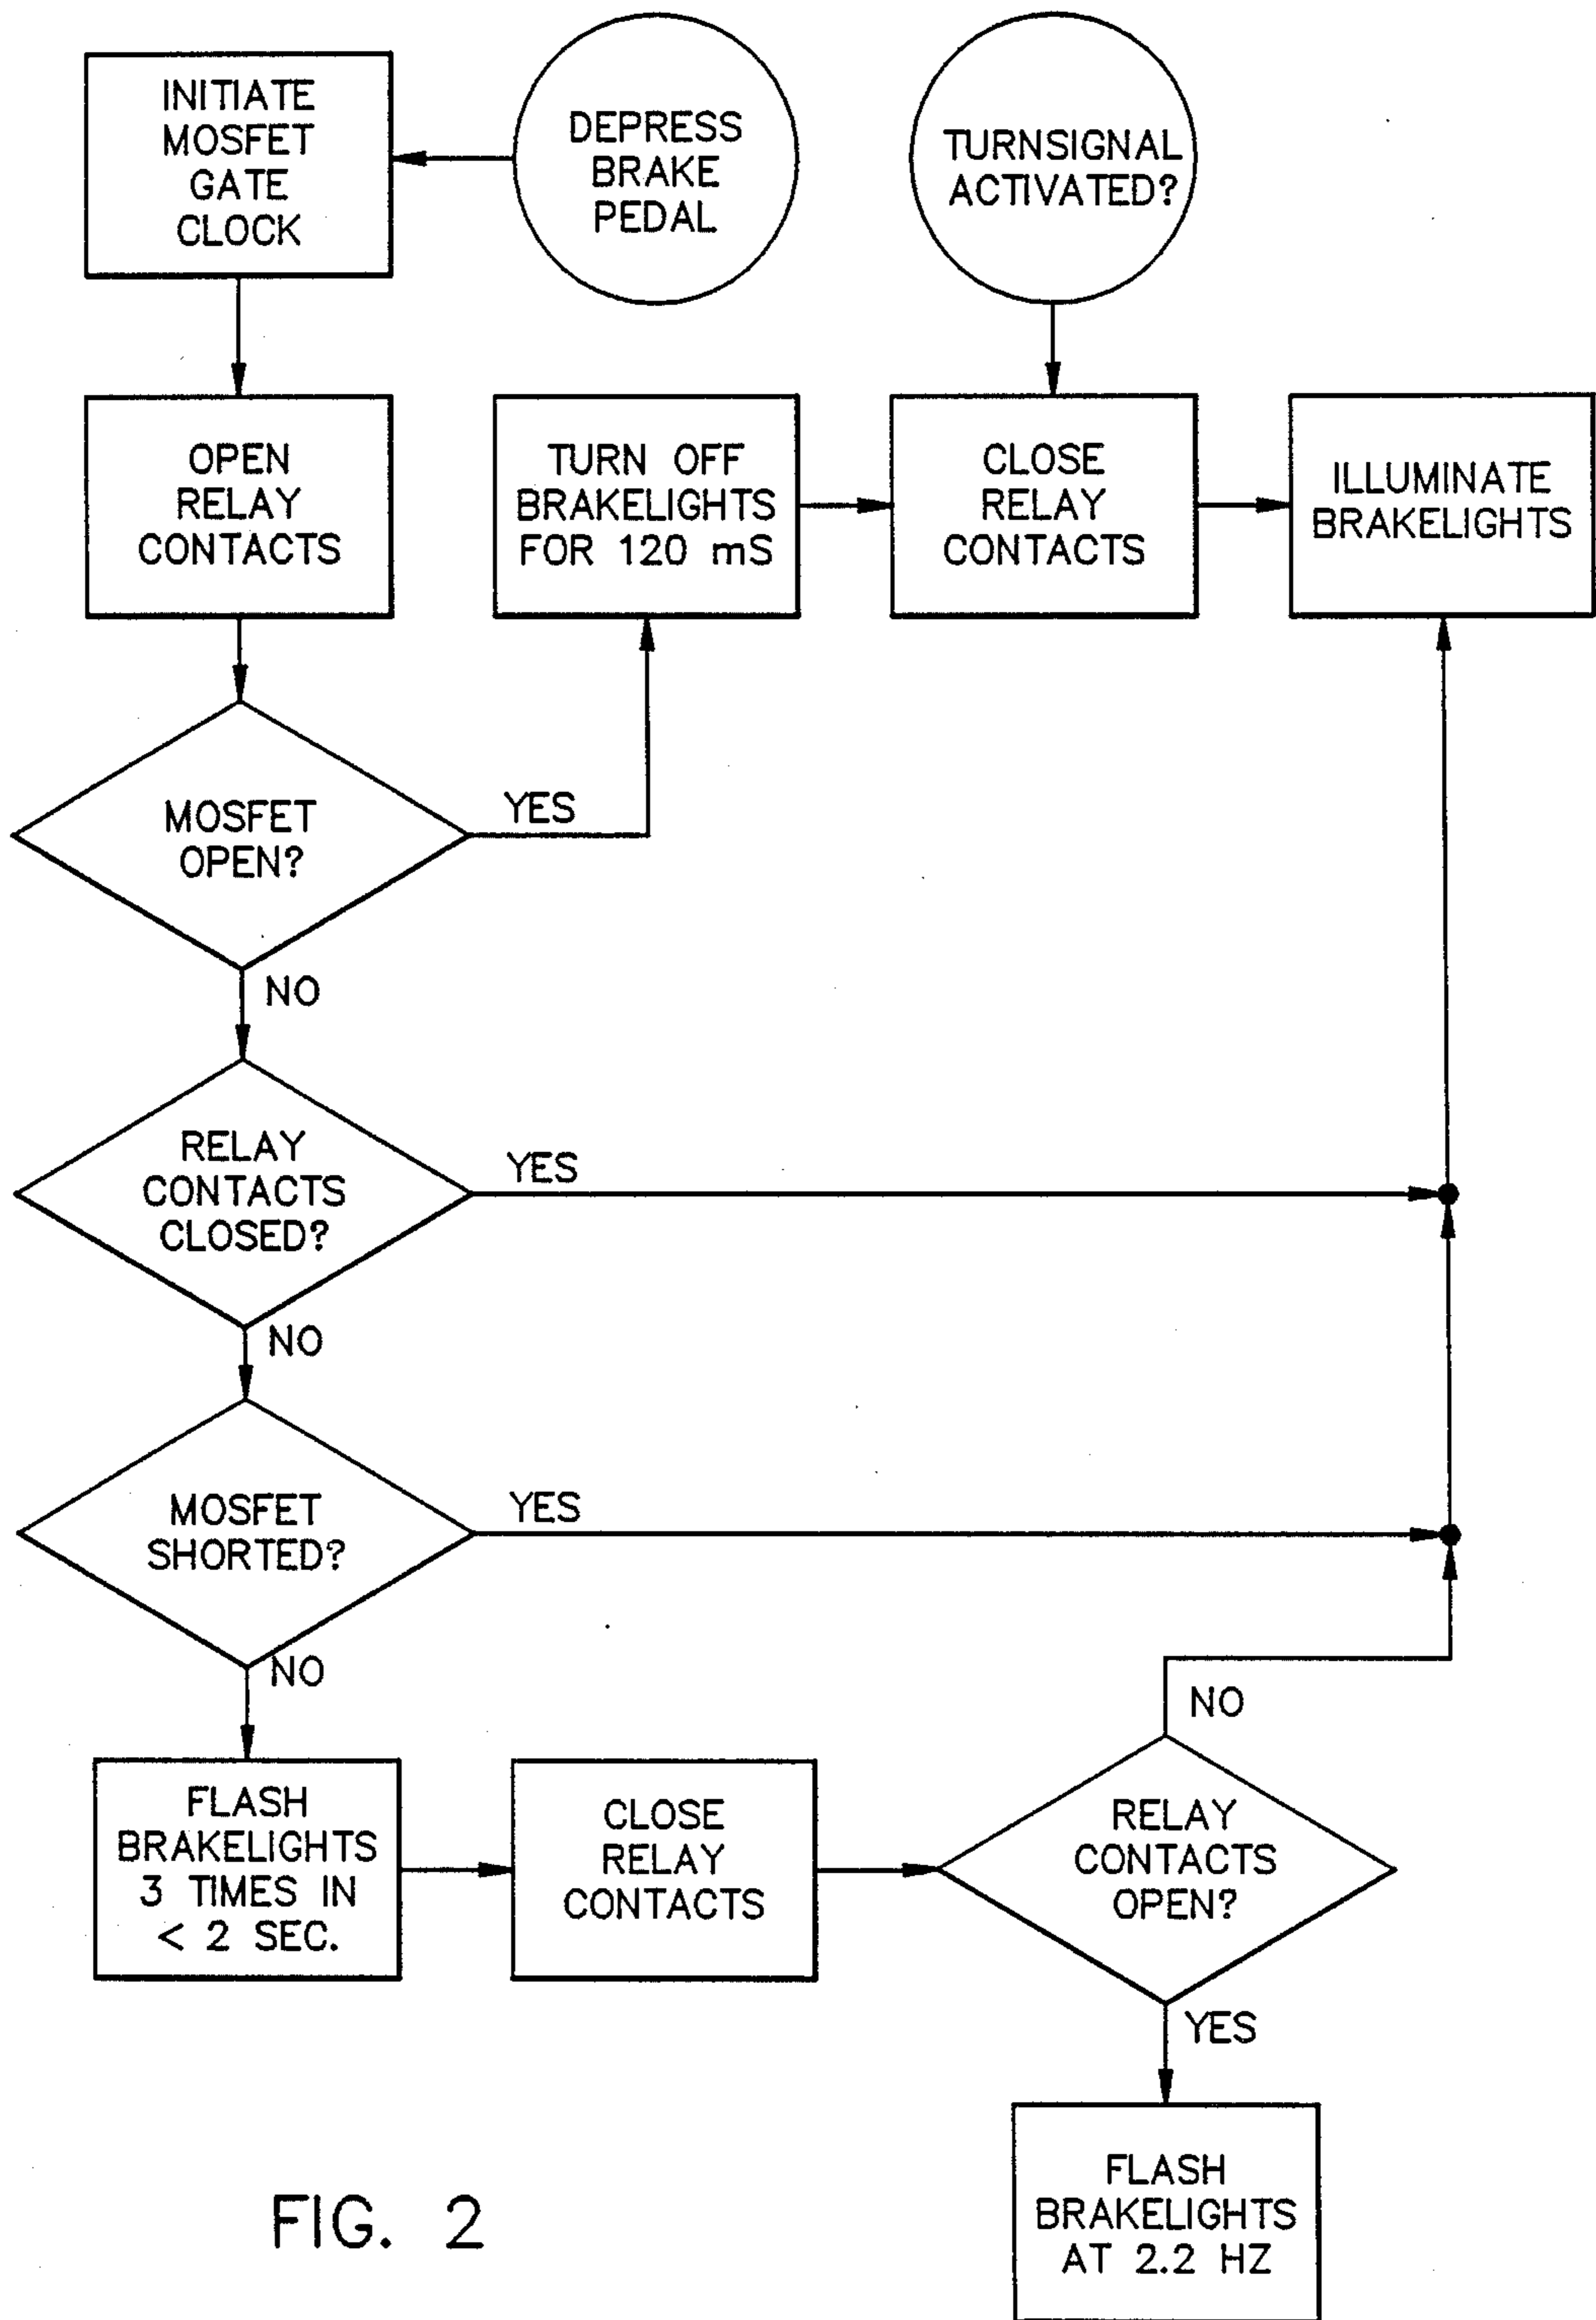 INITIATE
MOSFET
GATE
CLOCK
DEPRESS
BRAKE
PEDAL
TURNSIGNAL
ACTIVATED?
OPEN
RELAY
CONTACTS
TURN OFF
BRAKELIGHTS
FOR 120 mS
CLOSE
RELAY
CONTACTS
ILLUMINATE
BRAKELIGHTS
MOSFET
OPEN?
YES
NO
RELAY
CONTACTS
CLOSED?
YES
NO
MOSFET
SHORTED?
YES
NO
FLASH
BRAKELIGHTS
3 TIMES IN
< 2 SEC.
CLOSE
RELAY
CONTACTS
RELAY
CONTACTS
OPEN?
NO
YES
FLASH
BRAKELIGHTS
AT 2.2 HZ
FIG. 2